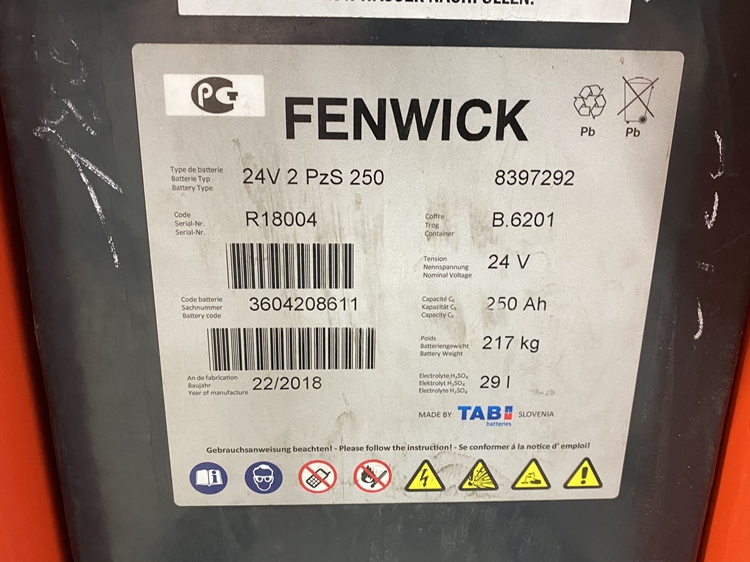 PG
FENWICK
Pb
Pb
Type de batterie
Batterie Typ
Battery Type
24V 2 PzS 250
8397292
Code
Serial-Nr.
Serial-Nr.
R18004
Coffre
Trog
Container
B.6201
Tension
Nennspannung
Nominal Voltage
24 V
Code batterie
Sachnummer
Battery code
3604208611
Capacité C₅
Kapazität C₅
Capacity C₅
250 Ah
Poids
Batteriengewicht
Battery Weight
217 kg
An de fabrication
Baujahr
Year of manufacture
22/2018
Electrolyte H₂SO₄
Elektrolyt H₂SO₄
Electrolyte H₂SO₄
29 l
MADE BY TAB batteries SLOVENIA
Gebrauchsanweisung beachten! - Please follow the instruction! - Se conformer á la notice d' emploi!